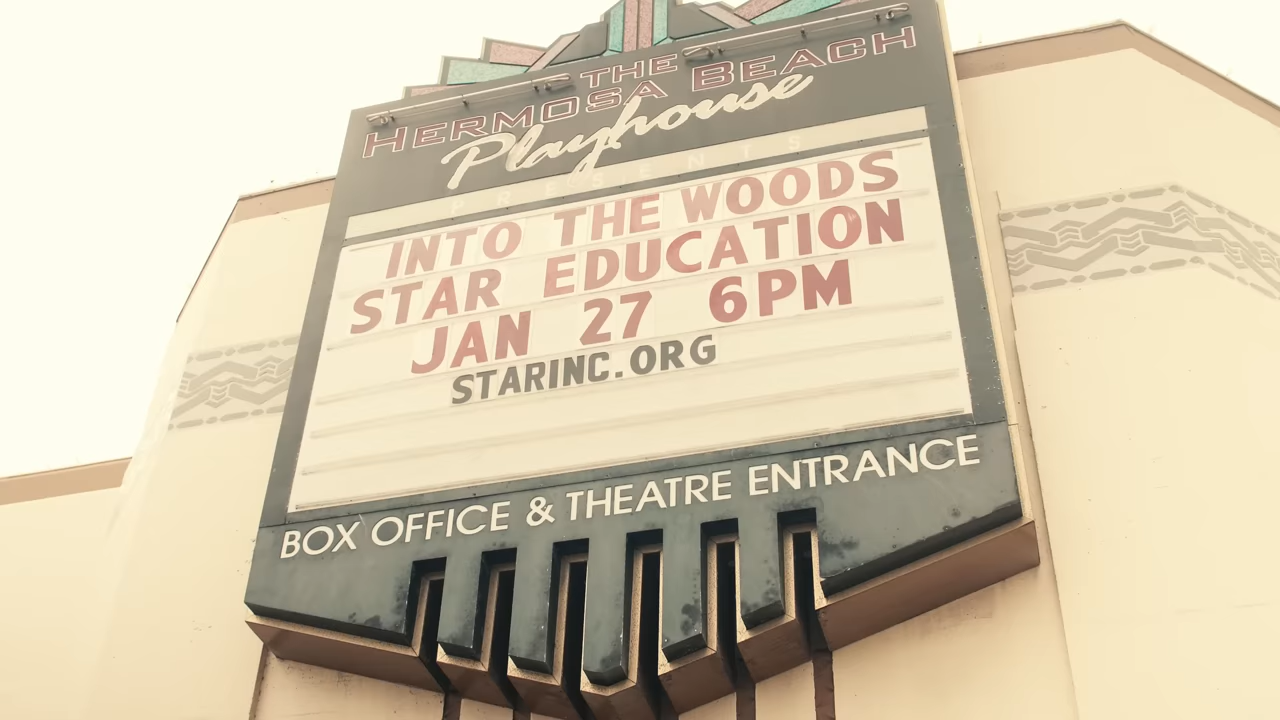 THE
HERMOSA BEACH
Playhouse
PRESENTS
INTO THE WOODS
STAR EDUCATION
JAN 27 6PM
STARINC.ORG
BOX OFFICE & THEATRE ENTRANCE